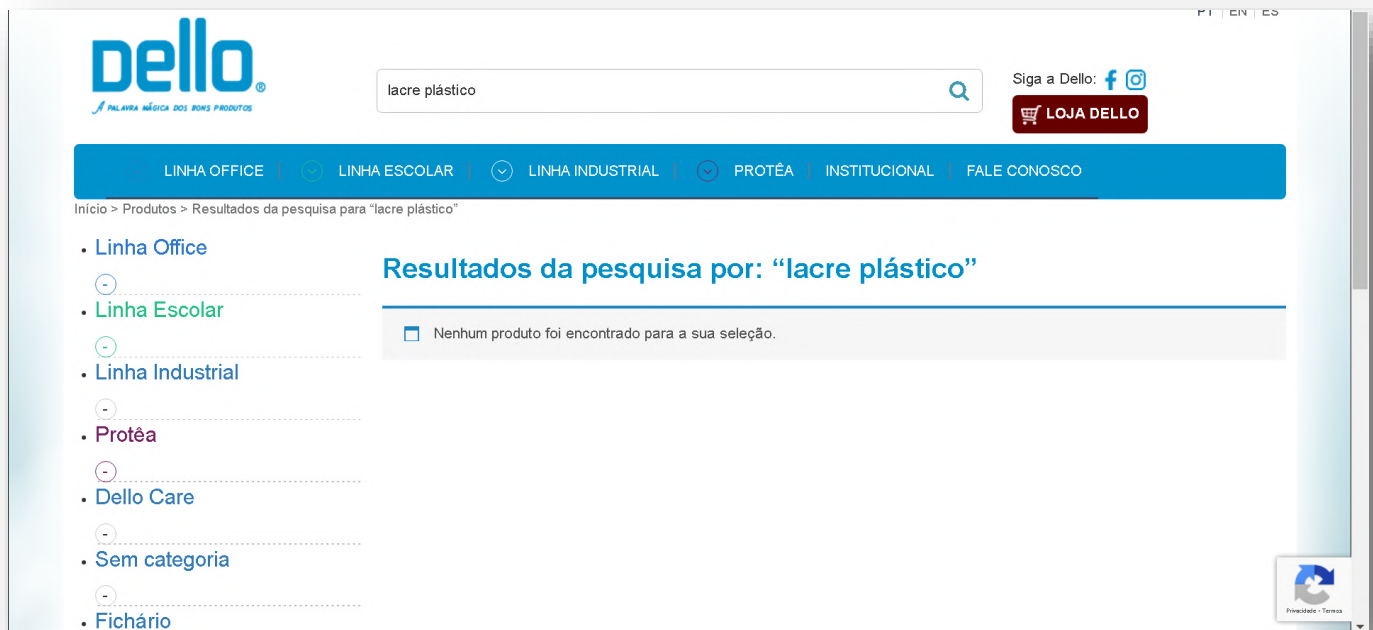 PT | EN | ES
Dello®
A PALAVRA MÁGICA DOS BONS PRODUTOS
lacre plástico
Siga a Dello:
LOJA DELLO
LINHA OFFICE | LINHA ESCOLAR | LINHA INDUSTRIAL | PROTÊA | INSTITUCIONAL | FALE CONOSCO
Início > Produtos > Resultados da pesquisa para “lacre plástico”
Linha Office
-
Linha Escolar
-
Linha Industrial
-
Protêa
-
Dello Care
-
Sem categoria
-
Fichário
Resultados da pesquisa por: “lacre plástico”
Nenhum produto foi encontrado para a sua seleção.
Privacidade - Termos